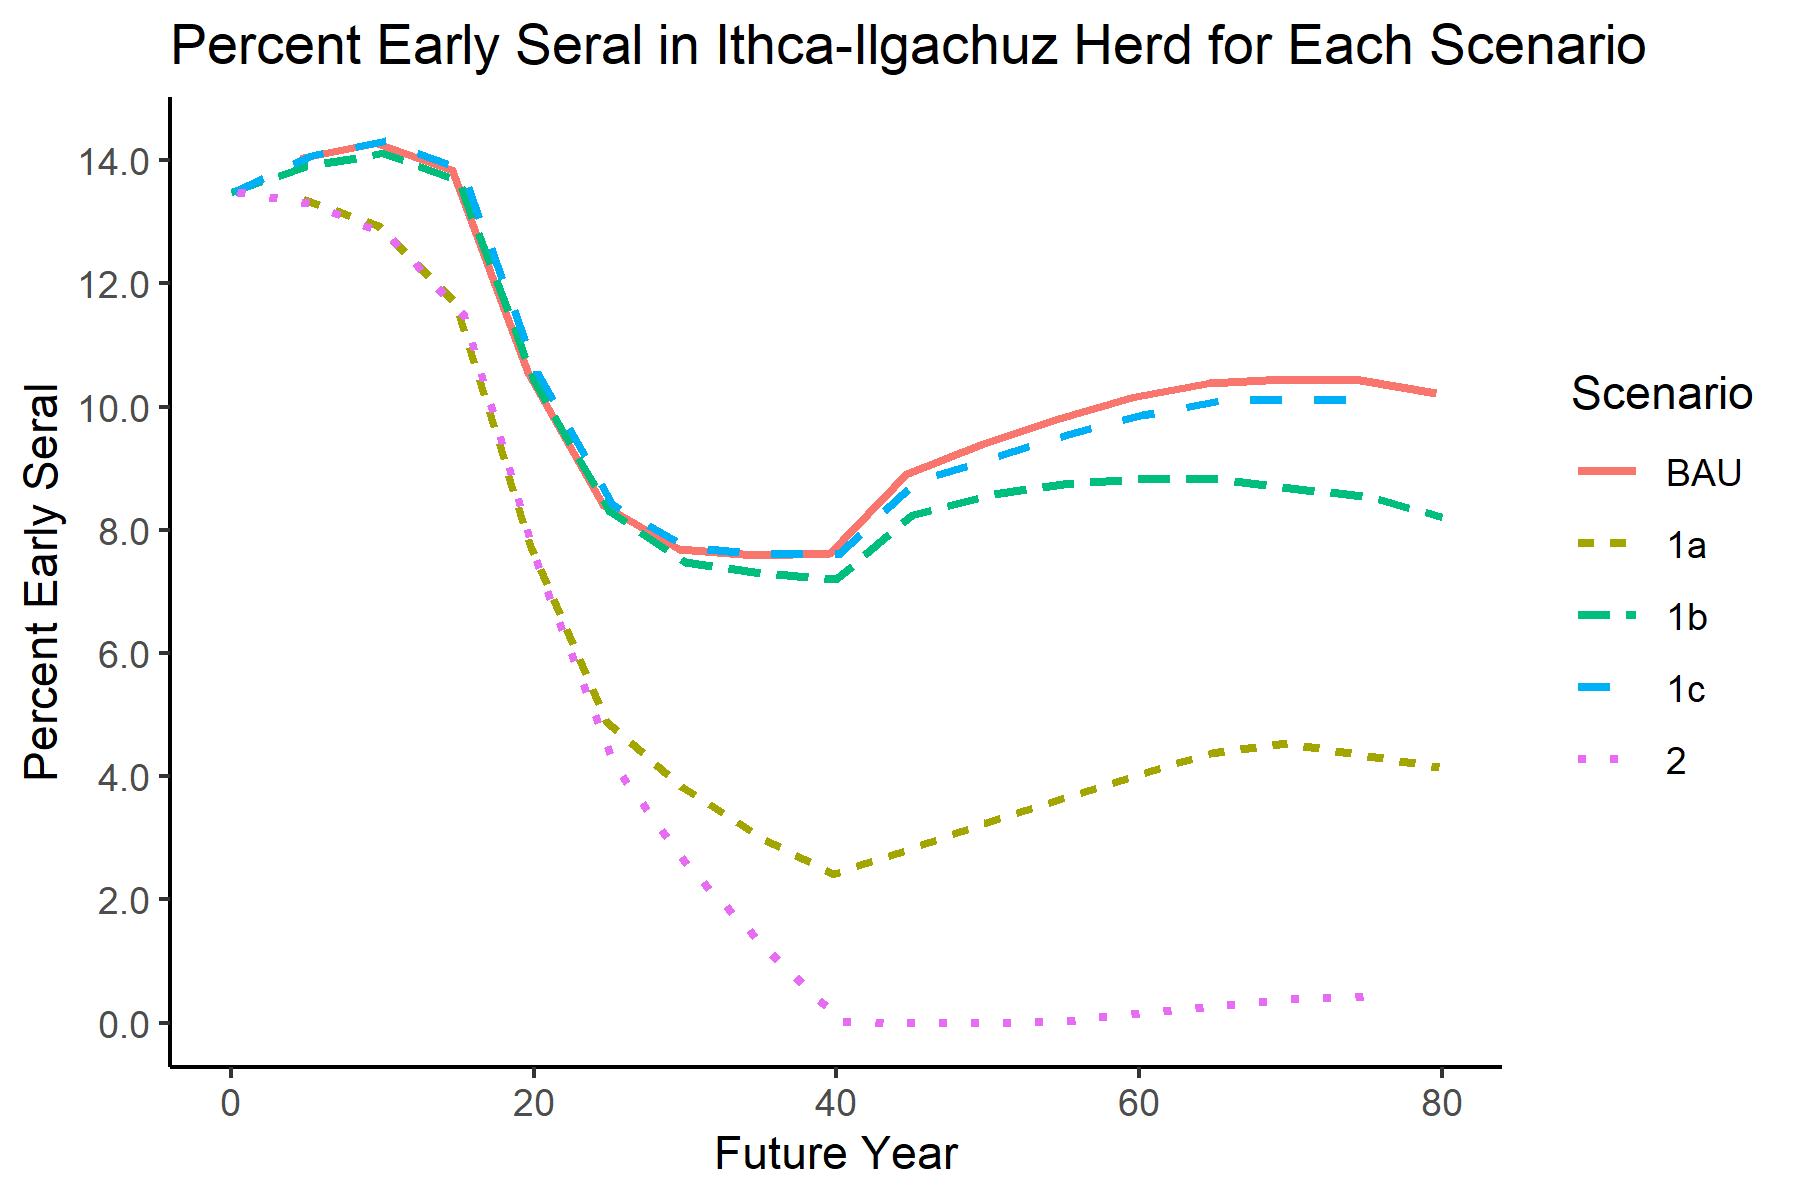 Percent Early Seral in Ithca-Ilgachuz Herd for Each Scenario
Percent Early Seral
14.0
12.0
10.0
8.0
6.0
4.0
2.0
0.0
0 20 40 60 80
Future Year
Scenario
BAU
1a
1b
1c
2